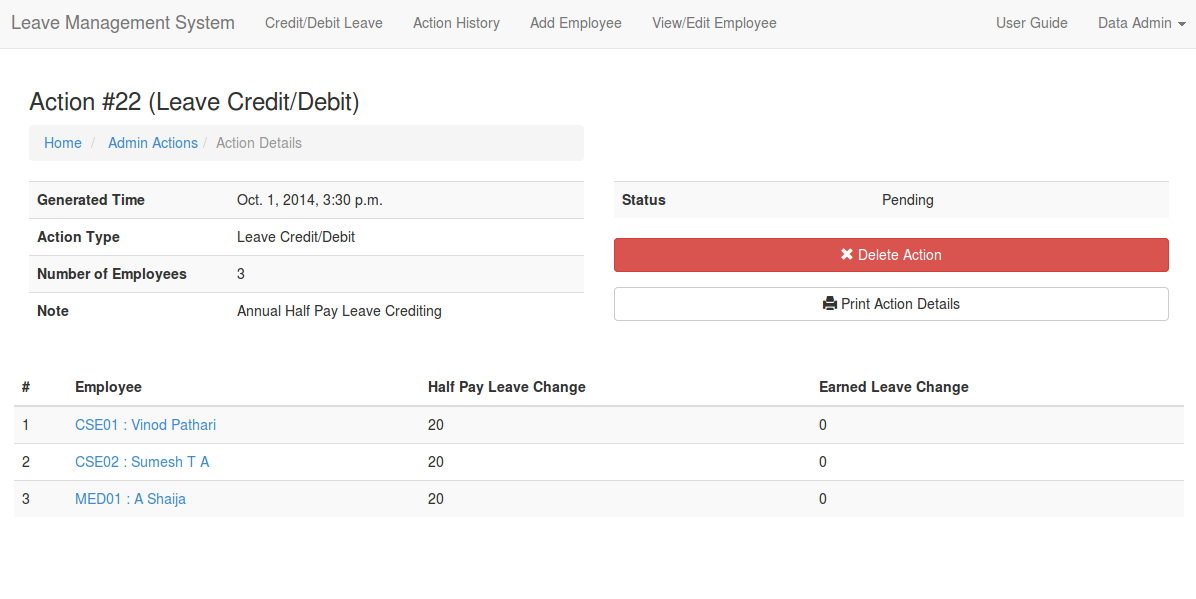 Leave Management System Credit/Debit Leave Action History Add Employee View/Edit Employee User Guide Data Admin
Action #22 (Leave Credit/Debit)
Home / Admin Actions / Action Details
Generated Time Oct. 1, 2014, 3:30 p.m.
Action Type Leave Credit/Debit
Number of Employees 3
Note Annual Half Pay Leave Crediting
Status Pending
Delete Action
Print Action Details
# Employee Half Pay Leave Change Earned Leave Change
1 CSE01 : Vinod Pathari 20 0
2 CSE02 : Sumesh T A 20 0
3 MED01 : A Shaija 20 0